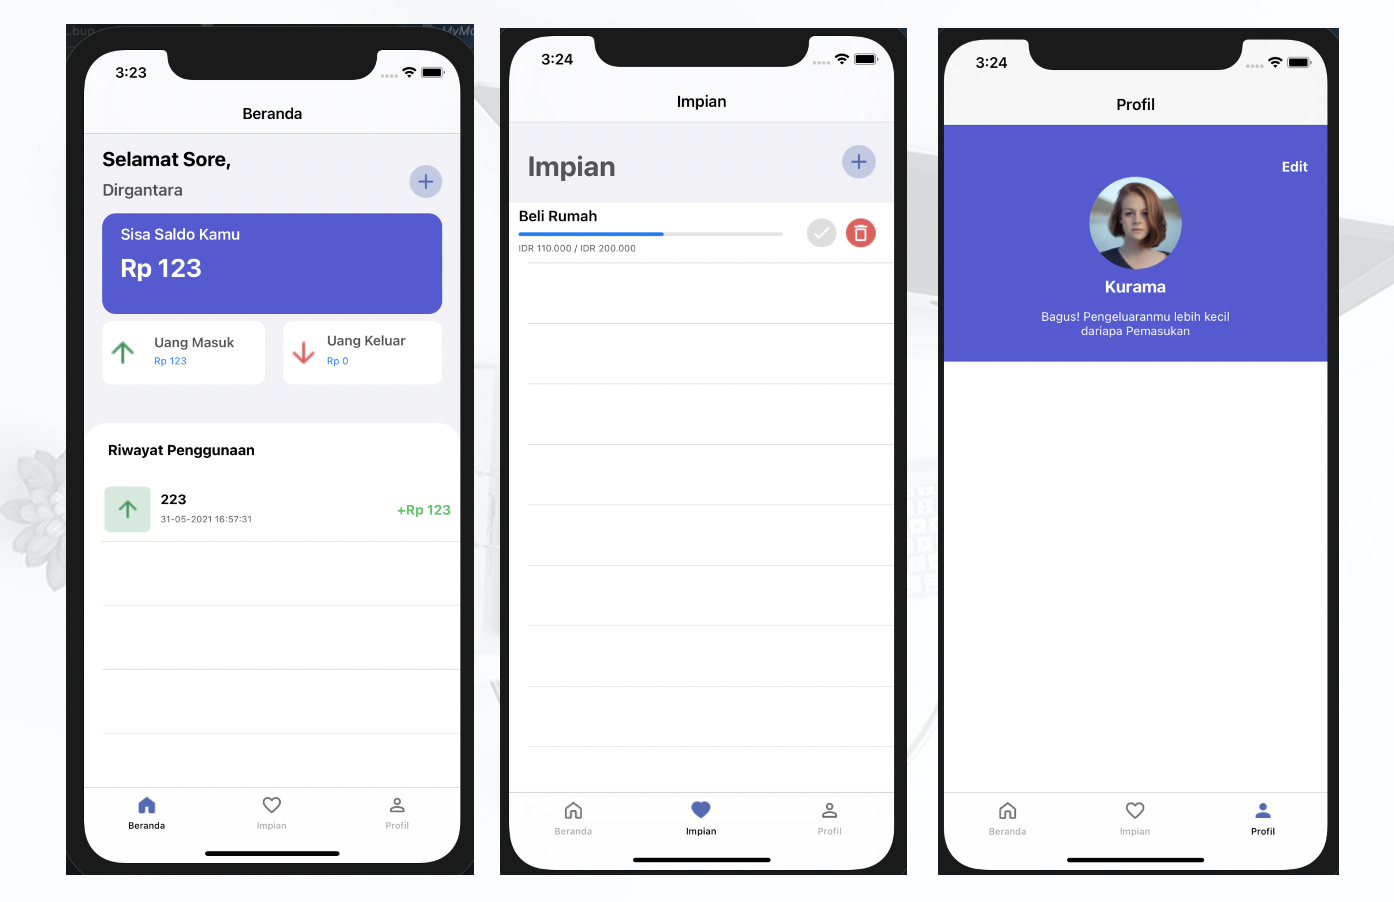 3:23
Beranda
Selamat Sore,
Dirgantara
Sisa Saldo Kamu
Rp 123
Uang Masuk
Rp 123
Uang Keluar
Rp 0
Riwayat Penggunaan
223
31-05-2021 16:57:31
+Rp 123
Beranda
Impian
Profil
3:24
Impian
Impian
Beli Rumah
IDR 110.000 / IDR 200.000
Beranda
Impian
Profil
3:24
Profil
Edit
Kurama
Bagus! Pengeluaranmu lebih kecil
dariapa Pemasukan
Beranda
Impian
Profil